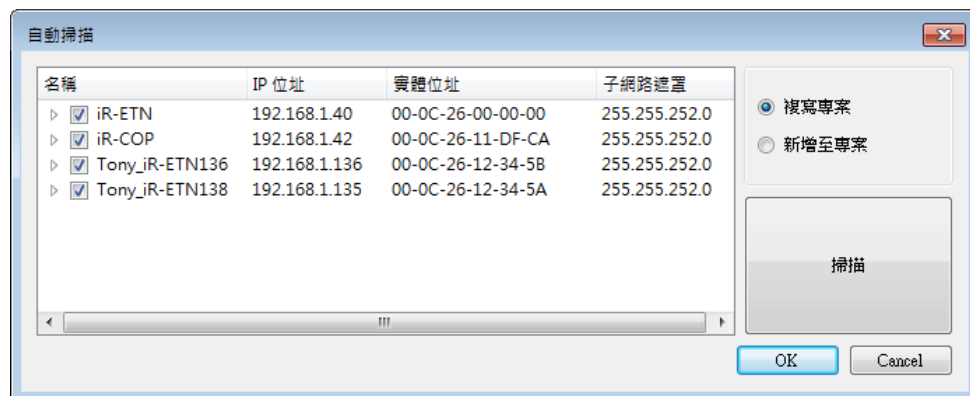 自動掃描
名稱 IP 位址 實體位址 子網路遮罩
iR-ETN 192.168.1.40 00-0C-26-00-00-00 255.255.252.0
iR-COP 192.168.1.42 00-0C-26-11-DF-CA 255.255.252.0
Tony_iR-ETN136 192.168.1.136 00-0C-26-12-34-5B 255.255.252.0
Tony_iR-ETN138 192.168.1.135 00-0C-26-12-34-5A 255.255.252.0
複寫專案
新增至專案
掃描
OK Cancel